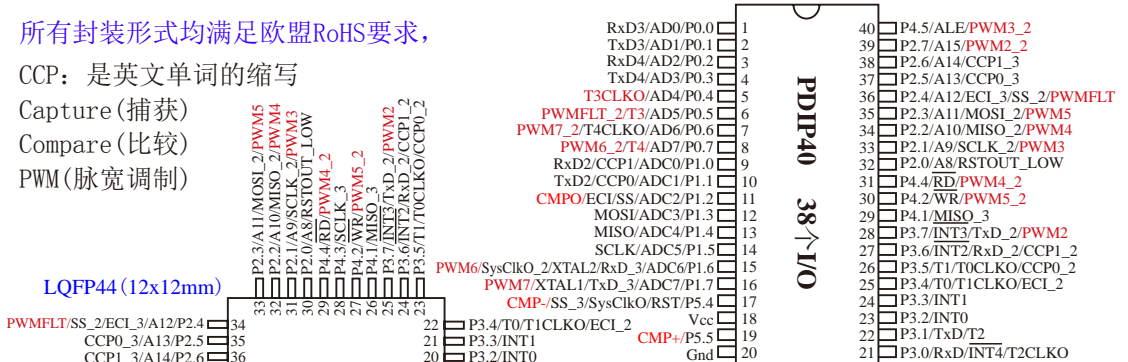 所有封装形式均满足欧盟RoHS要求，
CCP：是英文单词的缩写
Capture(捕获)
Compare(比较)
PWM(脉宽调制)
LQFP44(12x12mm)
P2.3/A11/MOSI_2/PWM5
P2.2/A10/MISO_2/PWM4
P2.1/A9/SCLK_2/PWM3
P2.0/A8/RSTOUT_LOW
P4.4/RD/PWM4_2
P4.3/SCLK_3
P4.2/WR/PWM5_2
P4.1/MISO_3
P3.7/INT3/TxD_2/PWM2
P3.6/INT2/RxD_2/CCP1_2
P3.5/T1/T0CLKO/CCP0_2
33 32 31 30 29 28 27 26 25 24 23
PWMFLT/SS_2/ECI_3/A12/P2.4 34
CCP0_3/A13/P2.5 35
CCP1_3/A14/P2.6 36
22 P3.4/T0/T1CLKO/ECI_2
21 P3.3/INT1
20 P3.2/INT0
RxD3/AD0/P0.0 1
TxD3/AD1/P0.1 2
RxD4/AD2/P0.2 3
TxD4/AD3/P0.3 4
T3CLKO/AD4/P0.4 5
PWMFLT_2/T3/AD5/P0.5 6
PWM7_2/T4CLKO/AD6/P0.6 7
PWM6_2/T4/AD7/P0.7 8
RxD2/CCP1/ADC0/P1.0 9
TxD2/CCP0/ADC1/P1.1 10
CMPO/ECI/SS/ADC2/P1.2 11
MOSI/ADC3/P1.3 12
MISO/ADC4/P1.4 13
SCLK/ADC5/P1.5 14
PWM6/SysClkO_2/XTAL2/RxD_3/ADC6/P1.6 15
PWM7/XTAL1/TxD_3/ADC7/P1.7 16
CMP-/SS_3/SysClkO/RST/P5.4 17
Vcc 18
CMP+/P5.5 19
Gnd 20
PDIP40 38个I/O
40 P4.5/ALE/PWM3_2
39 P2.7/A15/PWM2_2
38 P2.6/A14/CCP1_3
37 P2.5/A13/CCP0_3
36 P2.4/A12/ECI_3/SS_2/PWMFLT
35 P2.3/A11/MOSI_2/PWM5
34 P2.2/A10/MISO_2/PWM4
33 P2.1/A9/SCLK_2/PWM3
32 P2.0/A8/RSTOUT_LOW
31 P4.4/RD/PWM4_2
30 P4.2/WR/PWM5_2
29 P4.1/MISO_3
28 P3.7/INT3/TxD_2/PWM2
27 P3.6/INT2/RxD_2/CCP1_2
26 P3.5/T1/T0CLKO/CCP0_2
25 P3.4/T0/T1CLKO/ECI_2
24 P3.3/INT1
23 P3.2/INT0
22 P3.1/TxD/T2
21 P3.0/RxD/INT4/T2CLKO